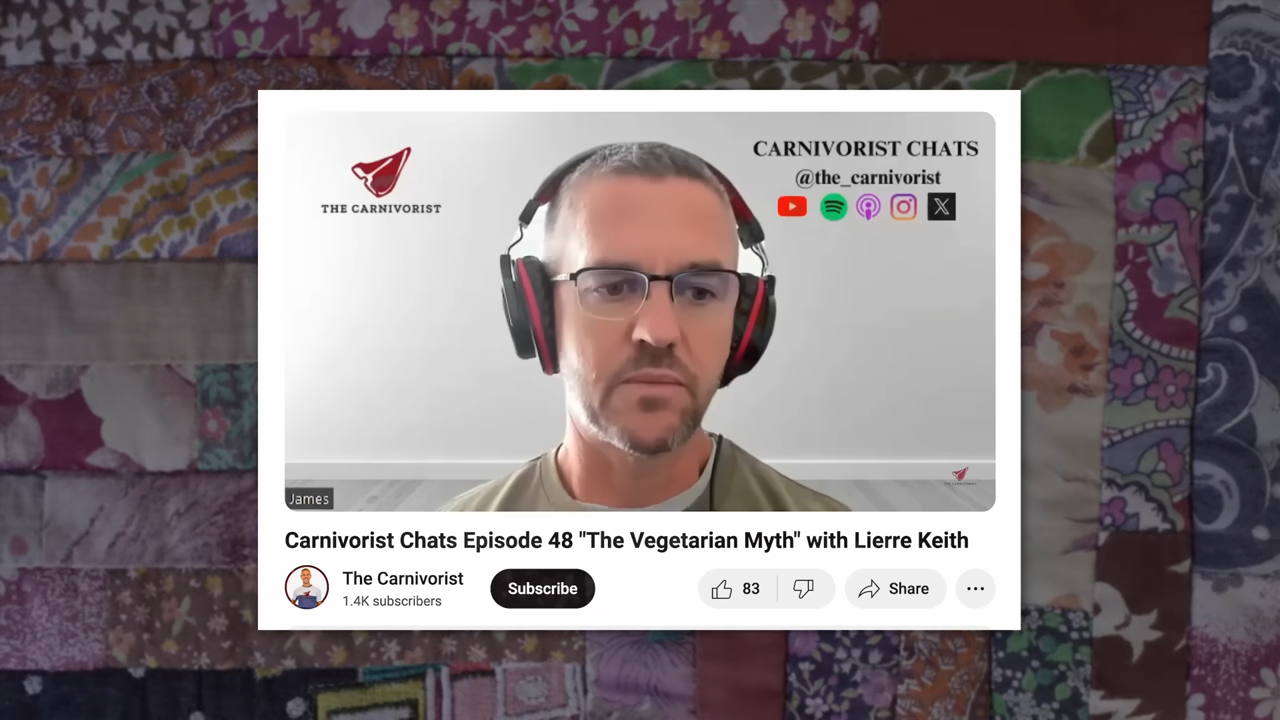 THE CARNIVORIST
CARNIVORIST CHATS
@the_carnivorist
James
Carnivorist Chats Episode 48 "The Vegetarian Myth" with Lierre Keith
The Carnivorist
1.4K subscribers
Subscribe
83
Share